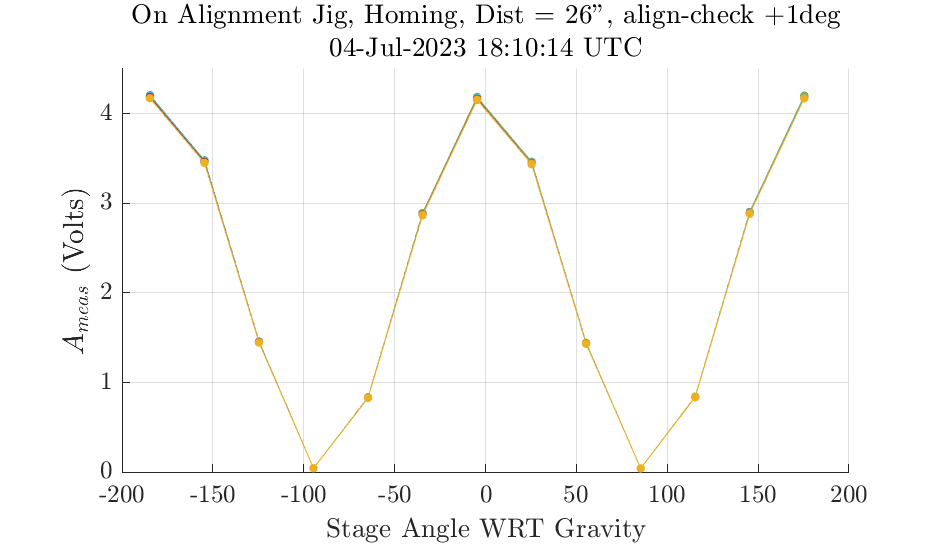 On Alignment Jig, Homing, Dist = 26”, align-check +1deg
04-Jul-2023 18:10:14 UTC
A_meas (Volts)
4
3
2
1
0
-200 -150 -100 -50 0 50 100 150 200
Stage Angle WRT Gravity